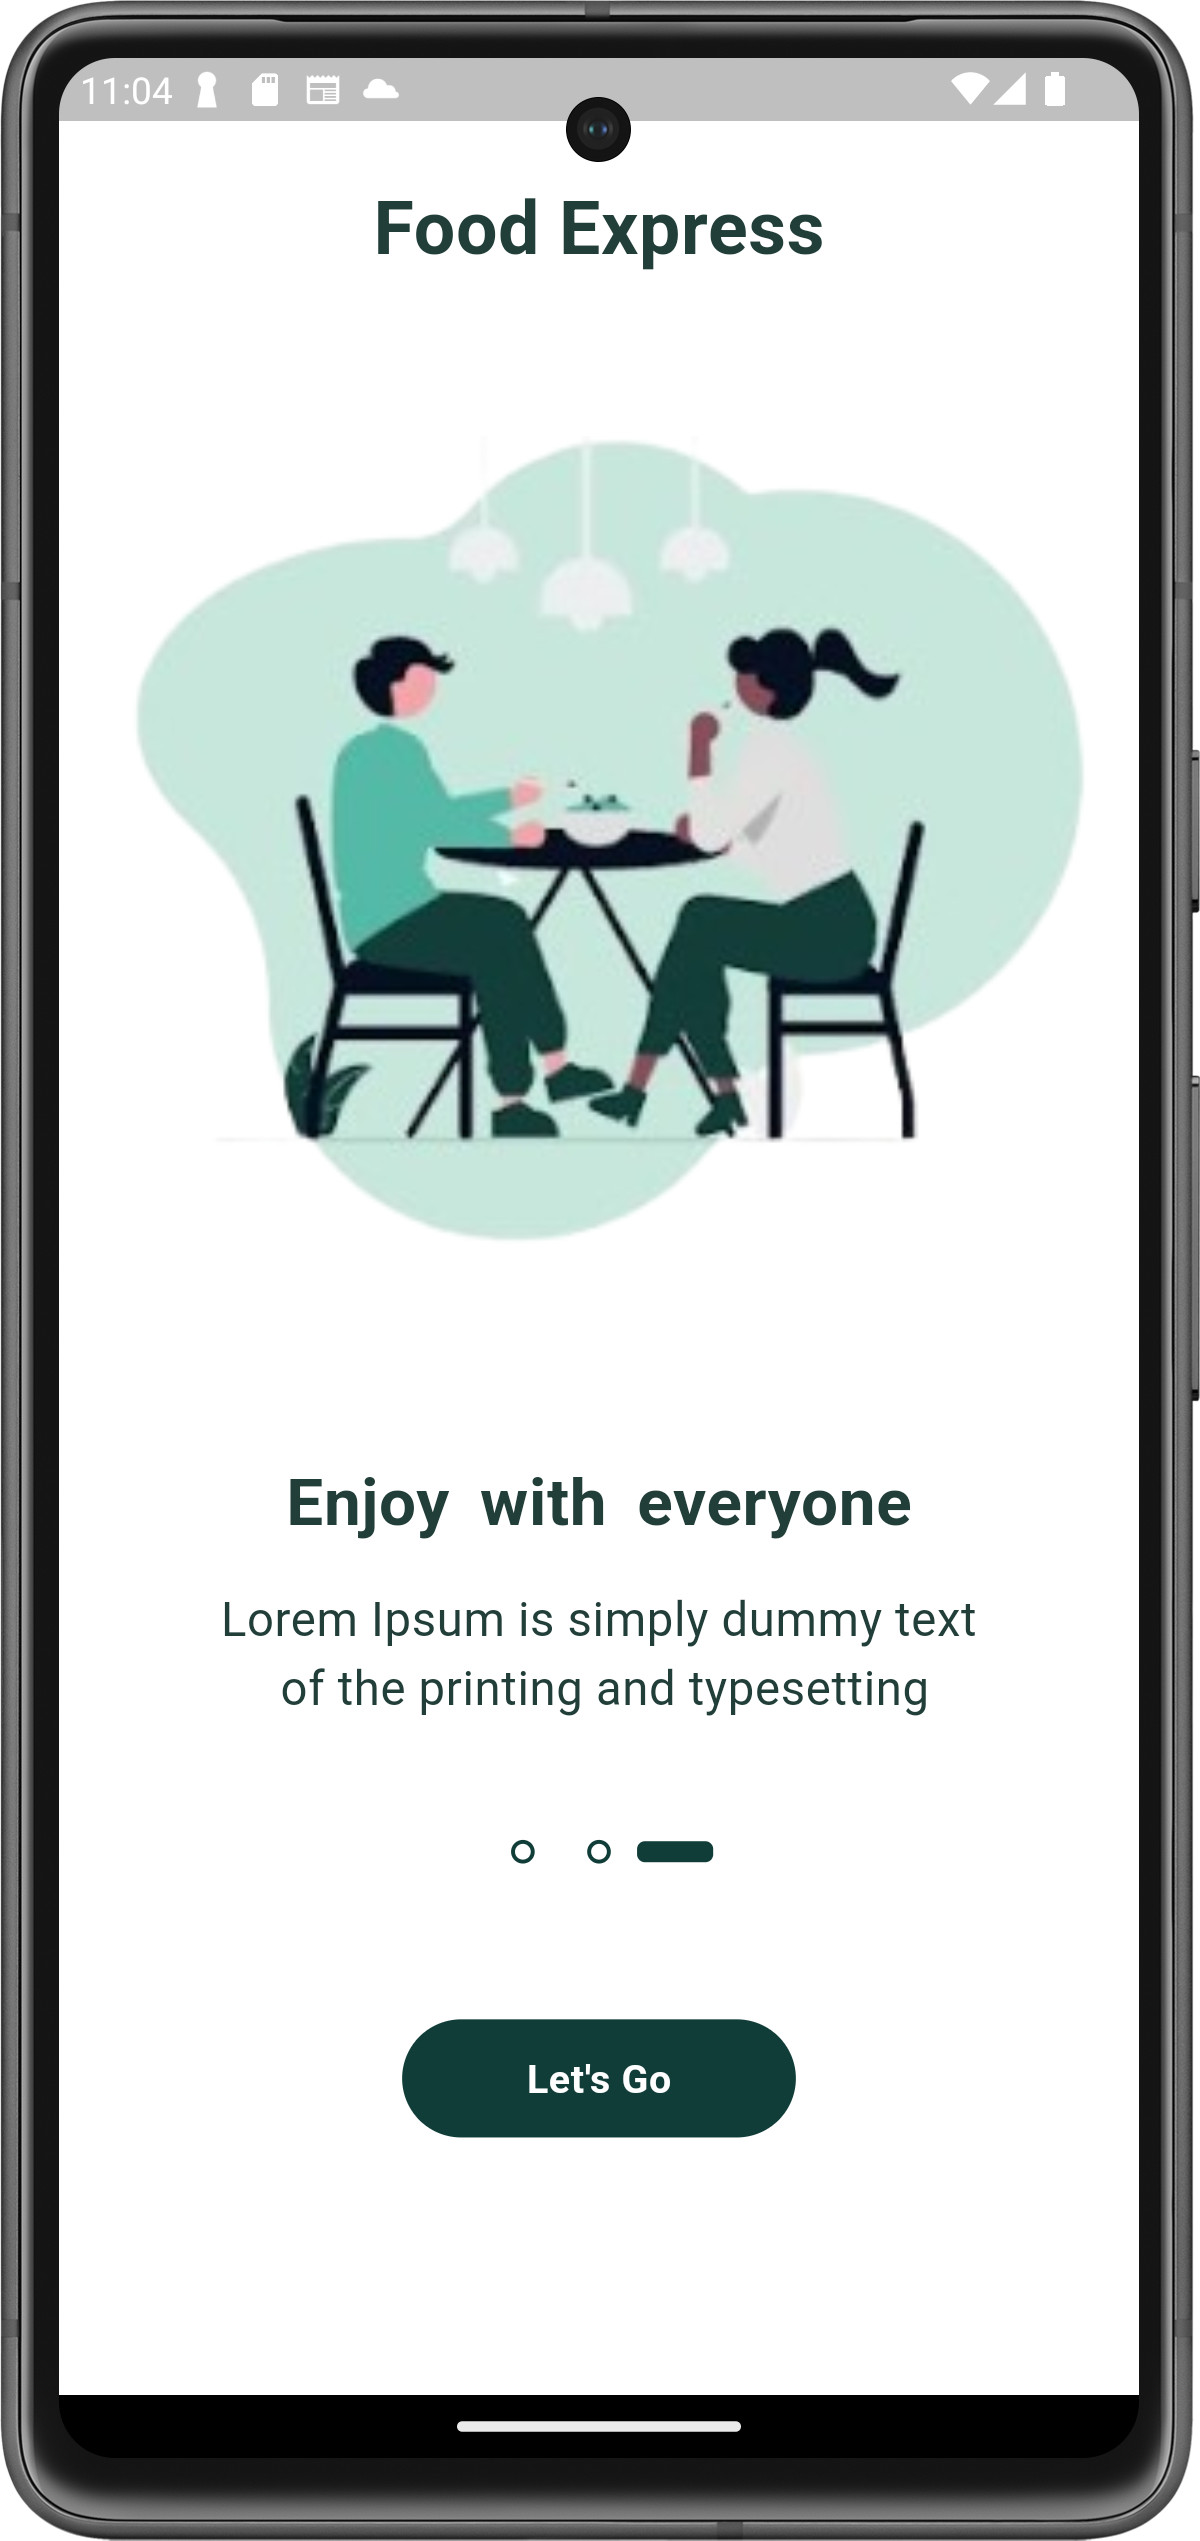 11:04
Food Express
Enjoy with everyone
Lorem Ipsum is simply dummy text
of the printing and typesetting
Let's Go